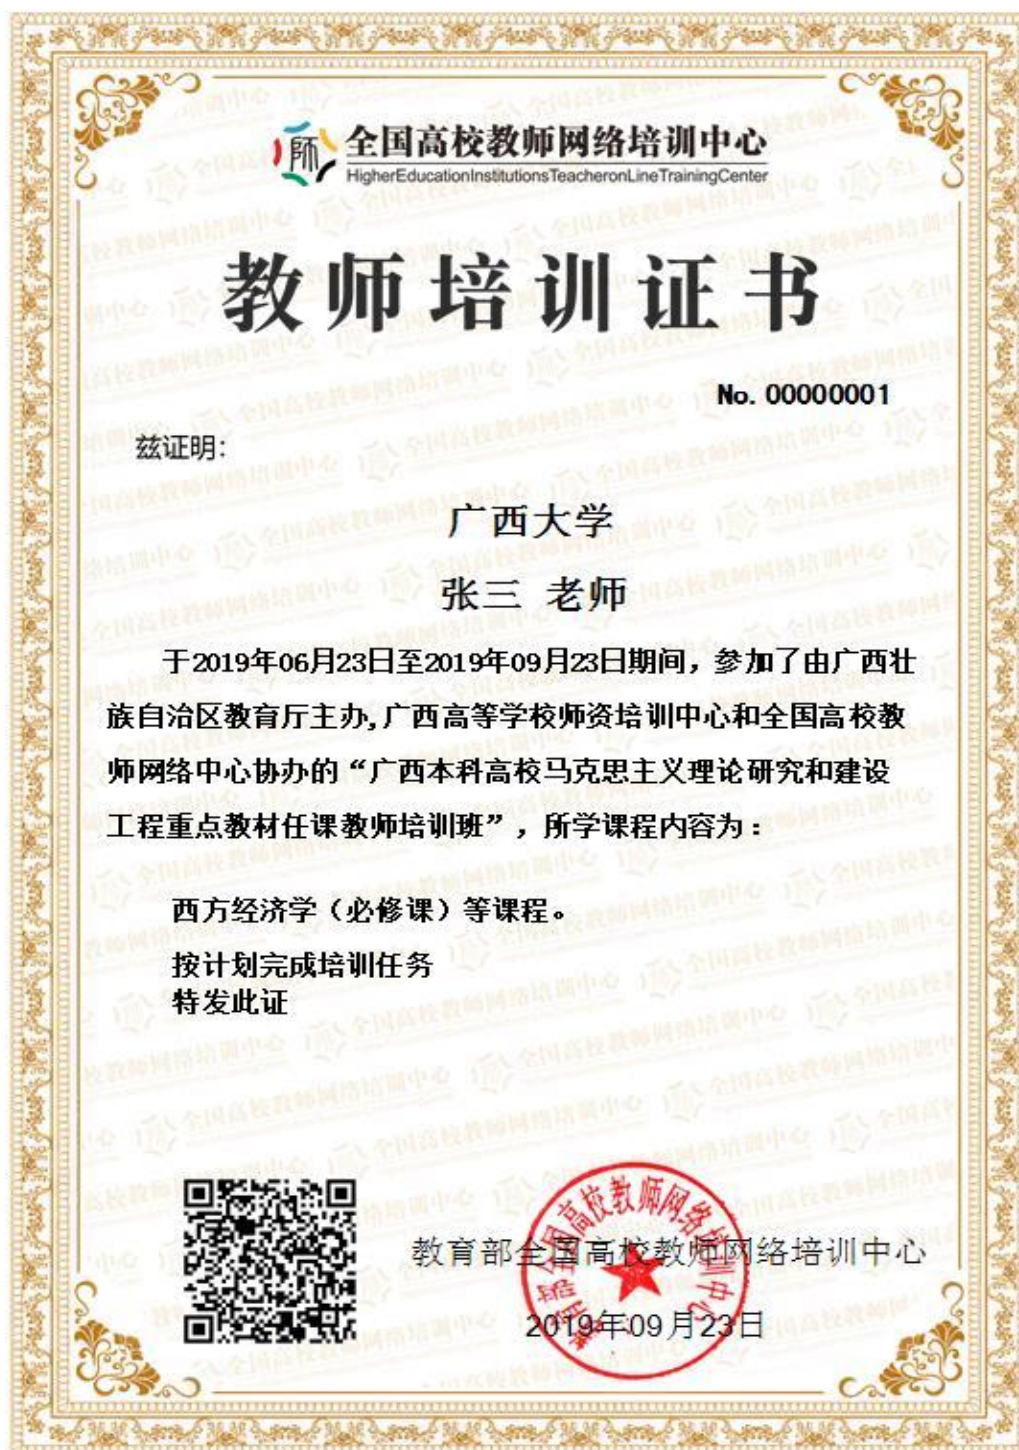 全国高校教师网络培训中心
HigherEducationInstitutionsTeacheronLineTrainingCenter
教师培训证书
No. 00000001
兹证明：
广西大学
张三 老师
于2019年06月23日至2019年09月23日期间，参加了由广西壮
族自治区教育厅主办,广西高等学校师资培训中心和全国高校教
师网络中心协办的“广西本科高校马克思主义理论研究和建设
工程重点教材任课教师培训班”，所学课程内容为：
西方经济学（必修课）等课程。
按计划完成培训任务
特发此证
教育部全国高校教师网络培训中心
2019年09月23日